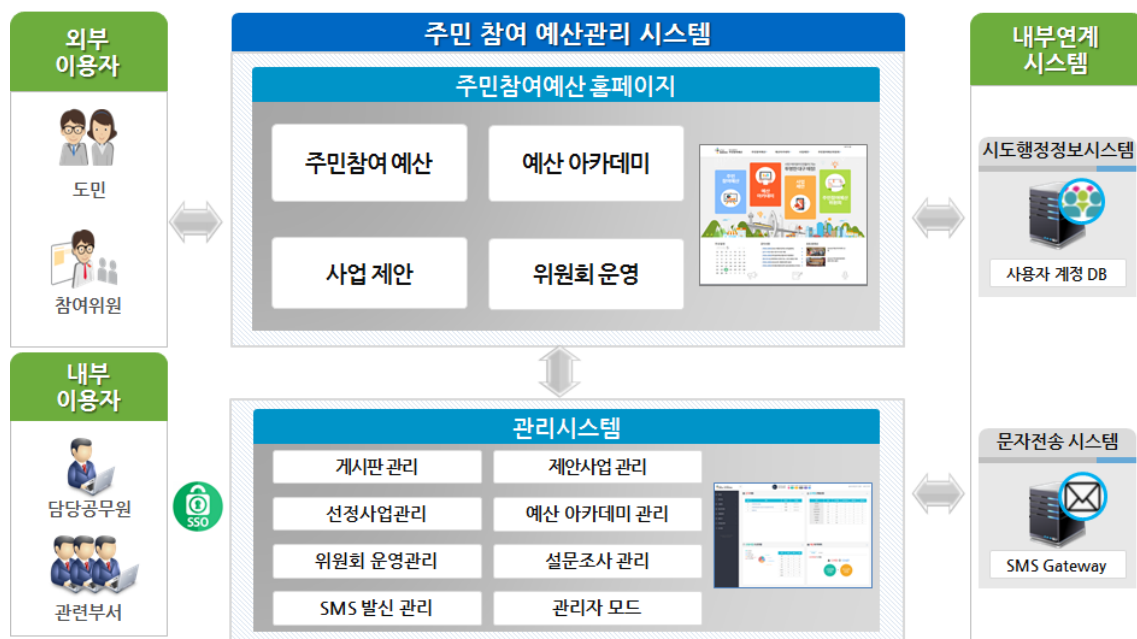 외부
이용자
도민
참여위원
내부
이용자
담당공무원
관련부서
SSO
주민 참여 예산관리 시스템
주민참여예산 홈페이지
주민참여 예산
예산 아카데미
사업 제안
위원회 운영
관리시스템
게시판 관리
제안사업 관리
선정사업관리
예산 아카데미 관리
위원회 운영관리
설문조사 관리
SMS 발신 관리
관리자 모드
내부연계
시스템
시도행정정보시스템
사용자 계정 DB
문자전송 시스템
SMS Gateway